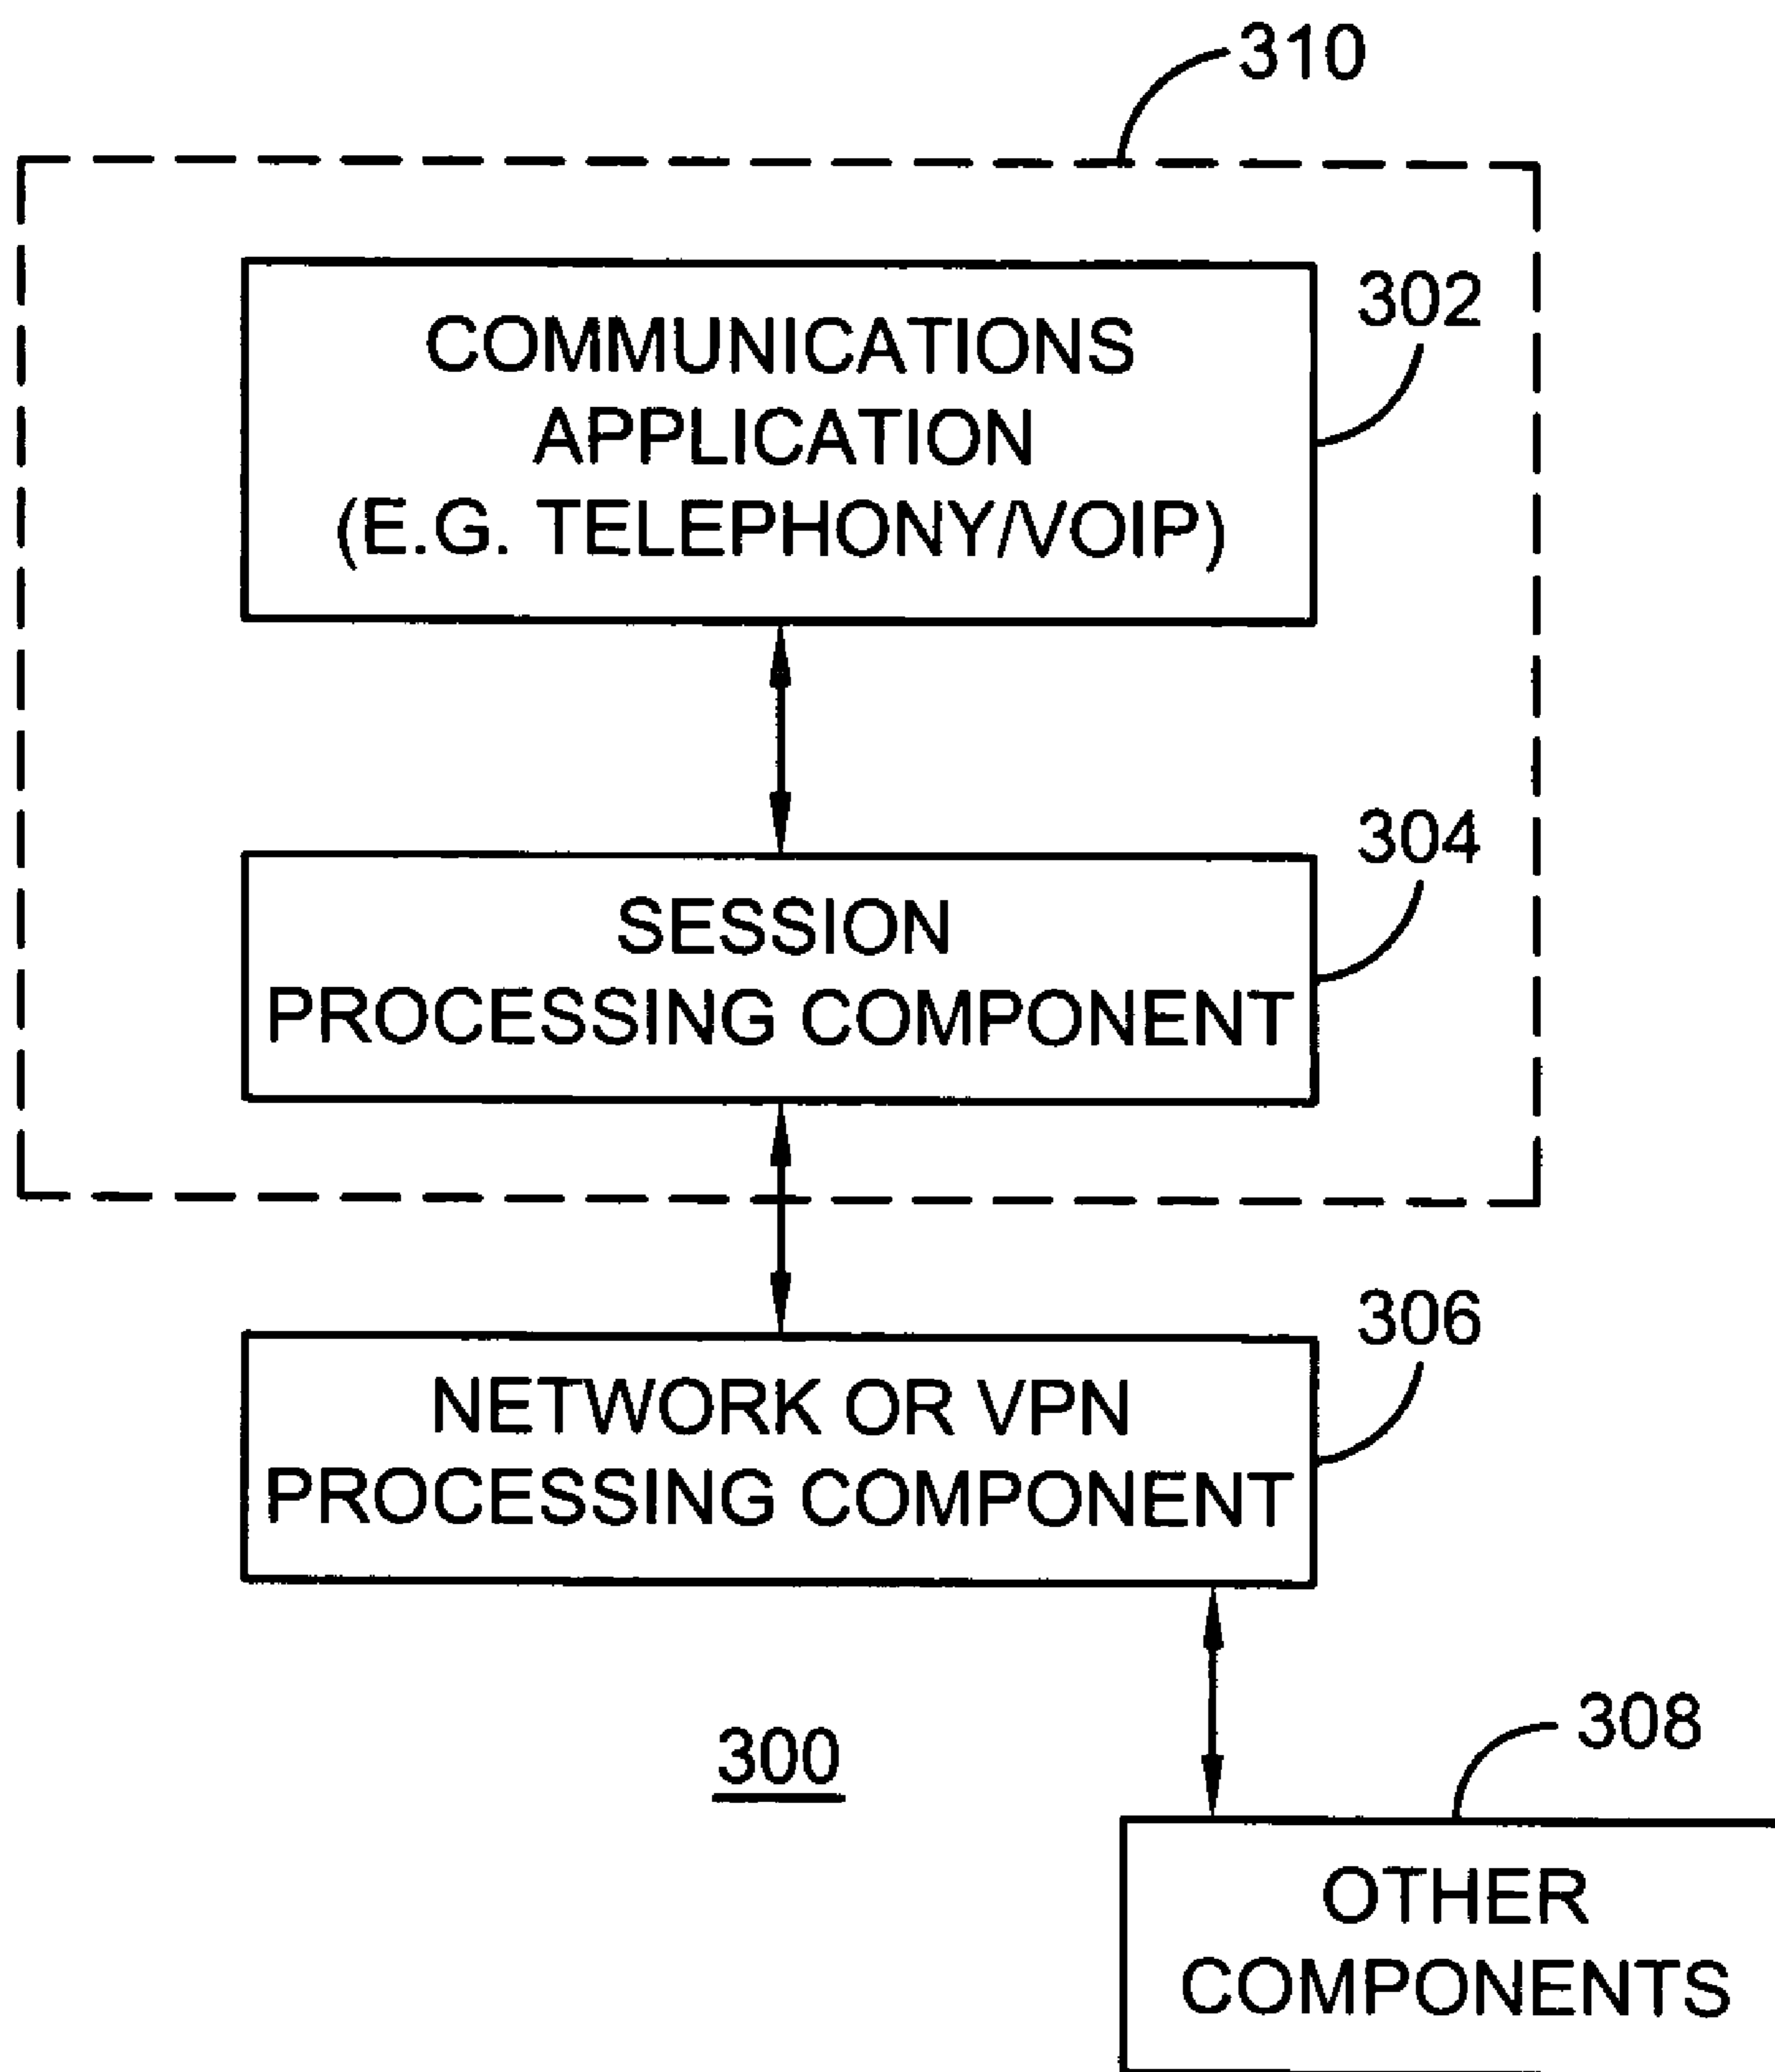 310
302
COMMUNICATIONS
APPLICATION
(E.G. TELEPHONY/VOIP)
304
SESSION
PROCESSING COMPONENT
306
NETWORK OR VPN
PROCESSING COMPONENT
300
308
OTHER
COMPONENTS